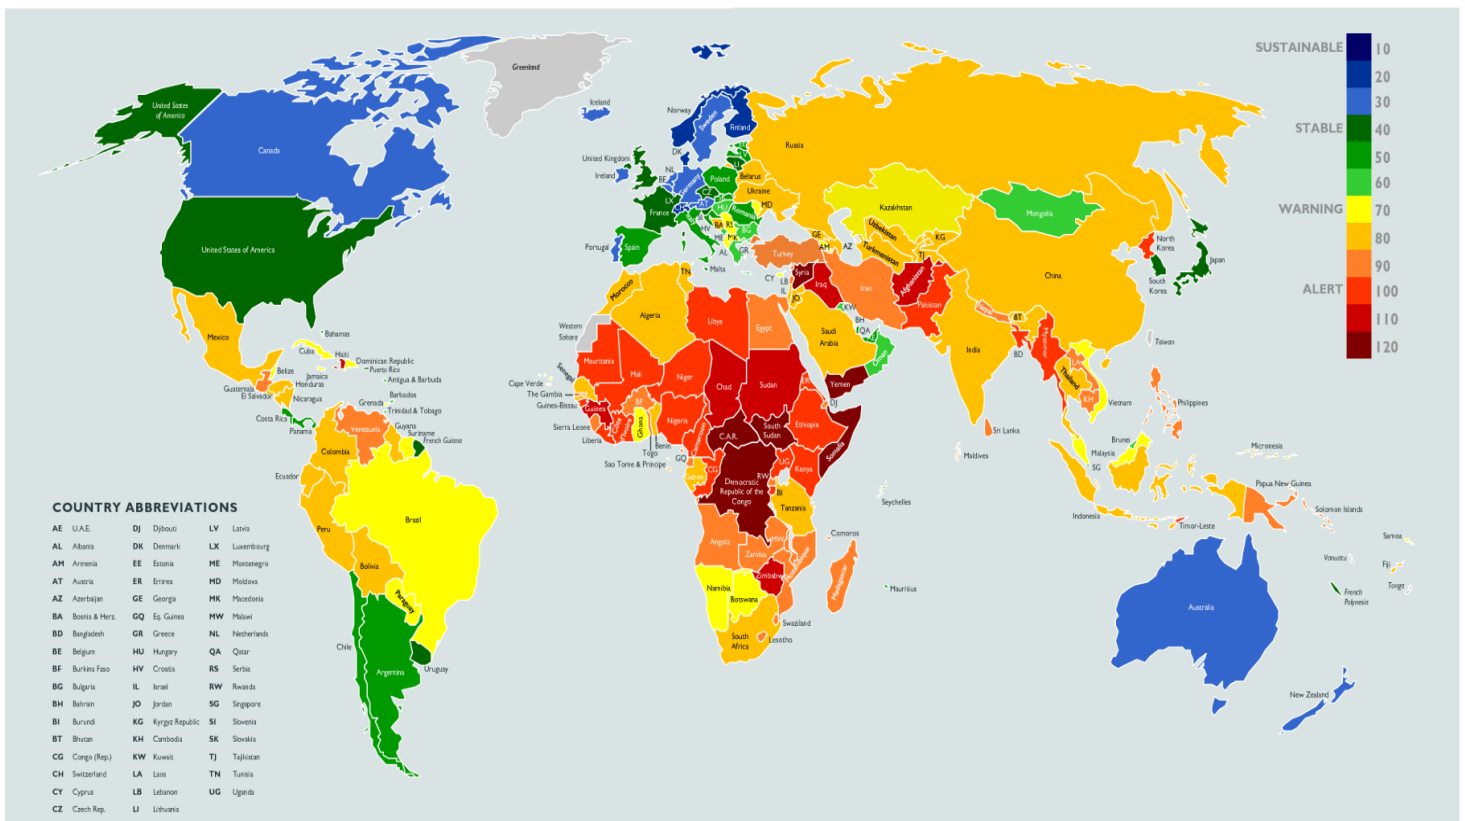 Greenland
United States
of America
Iceland
Norway
Sweden
Finland
Russia
Canada
United Kingdom
DK
Ireland
NL
BE
Germany
Poland
Belarus
Ukraine
LX
CZ
France
CH
AT
HU
Romania
MD
Kazakhstan
Mongolia
United States of America
Portugal
Spain
HV
BA
RS
BG
ME
MK
AL
GR
Malta
Turkey
GE
AM
AZ
Uzbekistan
Turkmenistan
KG
TJ
China
North
Korea
South
Korea
Japan
CY
LB
IL
JO
Syria
Iraq
Iran
Afghanistan
Pakistan
Nepal
BT
Morocco
TN
Algeria
Libya
Egypt
KW
BH
QA
Saudi
Arabia
Oman
India
BD
Myanmar
Taiwan
Mexico
Bahamas
Cuba
Haiti
Dominican Republic
Puerto Rico
Jamaica
Belize
Honduras
Antigua & Barbuda
Guatemala
El Salvador
Nicaragua
Barbados
Grenada
Trinidad & Tobago
Costa Rica
Panama
Venezuela
Guyana
Suriname
French Guiana
Colombia
Ecuador
Peru
Brazil
Bolivia
Paraguay
Chile
Argentina
Uruguay
Western
Sahara
Mauritania
Mali
Niger
Chad
Sudan
ER
Yemen
DJ
Cape Verde
Senegal
The Gambia
Guinea-Bissau
Guinea
Sierra Leone
Liberia
Côte
d'Ivoire
BF
Ghana
Togo
Benin
Nigeria
Cameroon
Sao Tome & Principe
GQ
Gabon
CG
C.A.R.
South
Sudan
Ethiopia
Somalia
UG
Kenya
RW
BI
Democratic
Republic of the
Congo
Tanzania
Seychelles
Angola
Zambia
MW
Mozambique
Comoros
Madagascar
Mauritius
Zimbabwe
Namibia
Botswana
South
Africa
Swaziland
Lesotho
Maldives
Sri Lanka
Thailand
LA
KH
Vietnam
Philippines
Brunei
Malaysia
SG
Indonesia
Timor-Leste
Micronesia
Papua New Guinea
Solomon Islands
Samoa
Vanuatu
Fiji
Tonga
French
Polynesia
Australia
New Zealand
SUSTAINABLE
10
20
30
STABLE
40
50
60
WARNING
70
80
90
ALERT
100
110
120
COUNTRY ABBREVIATIONS
AE U.A.E. DJ Djibouti LV Latvia
AL Albania DK Denmark LX Luxembourg
AM Armenia EE Estonia ME Montenegro
AT Austria ER Eritrea MD Moldova
AZ Azerbaijan GE Georgia MK Macedonia
BA Bosnia & Herz. GQ Eq. Guinea MW Malawi
BD Bangladesh GR Greece NL Netherlands
BE Belgium HU Hungary QA Qatar
BF Burkina Faso HV Croatia RS Serbia
BG Bulgaria IL Israel RW Rwanda
BH Bahrain JO Jordan SG Singapore
BI Burundi KG Kyrgyz Republic SI Slovenia
BT Bhutan KH Cambodia SK Slovakia
CG Congo (Rep.) KW Kuwait TJ Tajikistan
CH Switzerland LA Laos TN Tunisia
CY Cyprus LB Lebanon UG Uganda
CZ Czech Rep. LI Lithuania